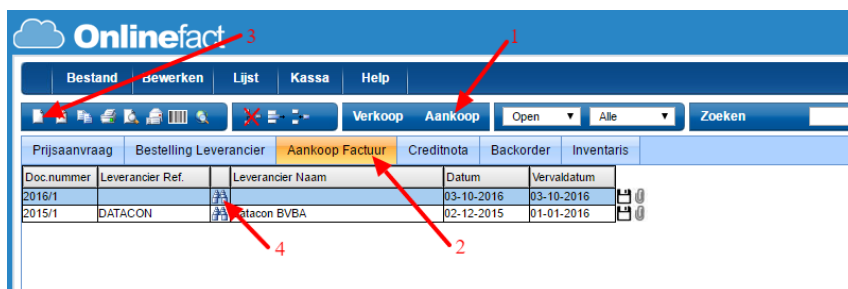 Onlinefact
3
1
Bestand Bewerken Lijst Kassa Help
Verkoop Aankoop Open Alle Zoeken
Prijsaanvraag Bestelling Leverancier Aankoop Factuur Creditnota Backorder Inventaris
Doc.nummer Leverancier Ref. Leverancier Naam Datum Vervaldatum
2016/1 03-10-2016 03-10-2016
2015/1 DATACON Datacon BVBA 02-12-2015 01-01-2016
4
2